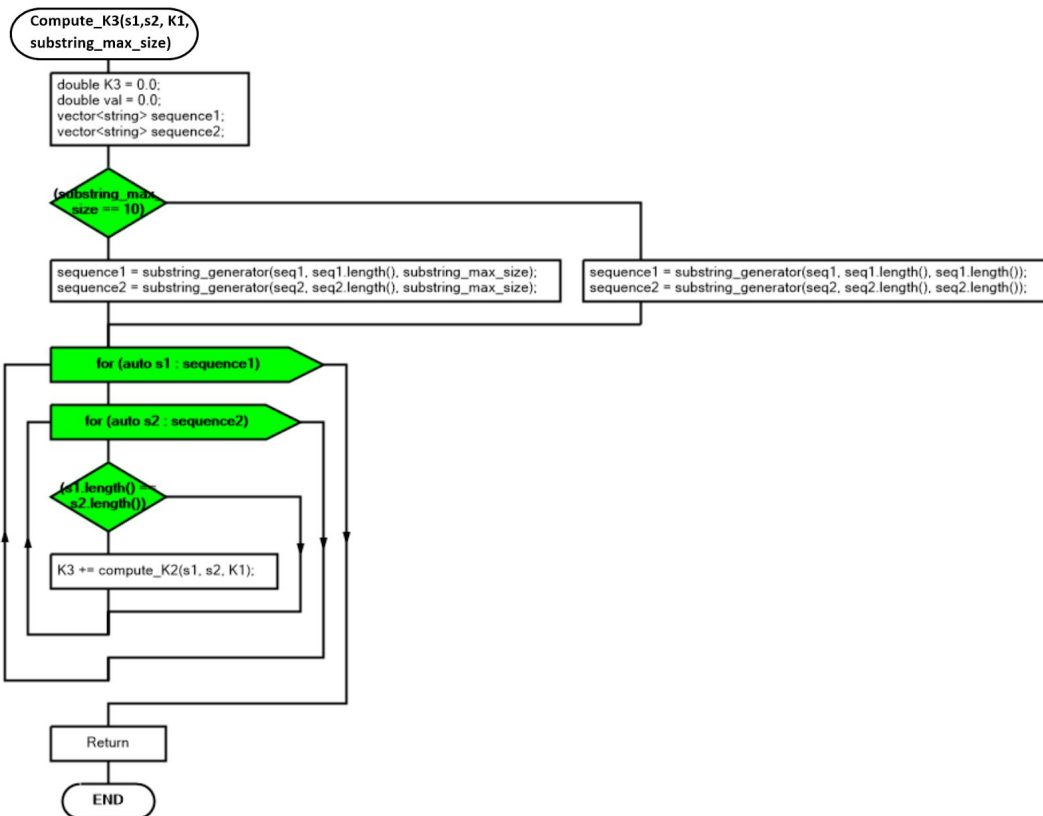 Compute_K3(s1,s2, K1,
substring_max_size)
double K3 = 0.0;
double val = 0.0;
vector<string> sequence1;
vector<string> sequence2;
(substring_max_
size == 10)
sequence1 = substring_generator(seq1, seq1.length(), substring_max_size);
sequence2 = substring_generator(seq2, seq2.length(), substring_max_size);
sequence1 = substring_generator(seq1, seq1.length(), seq1.length());
sequence2 = substring_generator(seq2, seq2.length(), seq2.length());
for (auto s1 : sequence1)
for (auto s2 : sequence2)
(s1.length() ==
s2.length())
K3 += compute_K2(s1, s2, K1);
Return
END